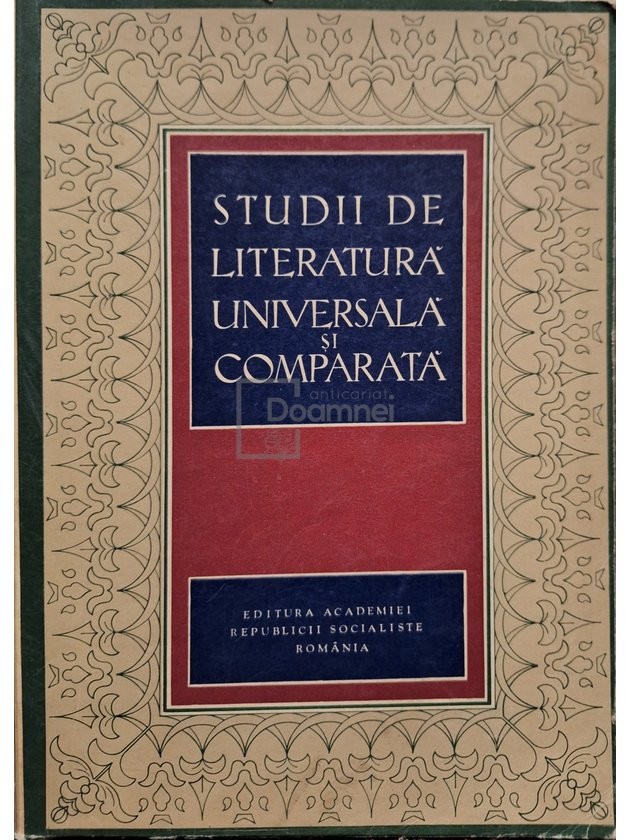 STUDII DE
LITERATURĂ
UNIVERSALĂ
ȘI
COMPARATĂ
anticariat
Doamnei
EDITURA ACADEMIEI
REPUBLICII SOCIALISTE
ROMÂNIA